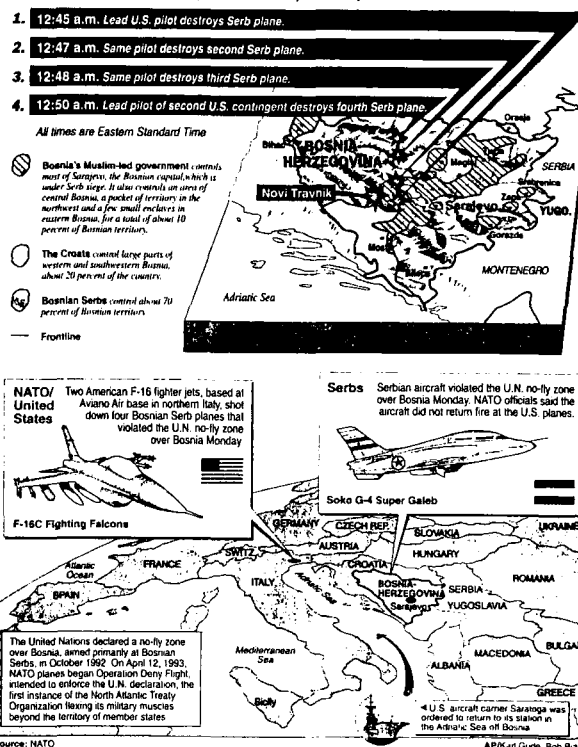 1. 12:45 a.m. Lead U.S. pilot destroys Serb plane.
2. 12:47 a.m. Same pilot destroys second Serb plane.
3. 12:48 a.m. Same pilot destroys third Serb plane.
4. 12:50 a.m. Lead pilot of second U.S. contingent destroys fourth Serb plane.
All times are Eastern Standard Time
Bosnia's Muslim-led government controls
most of Sarajevo, the Bosnian capital, which is
under Serb siege. It also controls an area of
central Bosnia, a pocket of territory in the
northwest and a few small enclaves in
eastern Bosnia, for a total of about 10
percent of Bosnian territory.
The Croats control large parts of
western and southwestern Bosnia,
about 20 percent of the country.
Bosnian Serbs control about 70
percent of Bosnian territory
Frontline
N
Orasje
Bihac
BOSNIA-
HERZEGOVINA
Maglaj
Tuzla
SERBIA
Srebrenica
Novi Travnik
Zepa
Sarajevo
YUGO.
Gorazde
MONTENEGRO
Adriatic Sea
NATO/
United
States
Two American F-16 fighter jets, based at
Aviano Air base in northern Italy, shot
down four Bosnian Serb planes that
violated the U.N. no-fly zone
over Bosnia Monday
F-16C Fighting Falcons
Serbs
Serbian aircraft violated the U.N. no-fly zone
over Bosnia Monday. NATO officials said the
aircraft did not return fire at the U.S. planes.
Soko G-4 Super Galeb
GERMANY
CZECH REP.
SLOVAKIA
UKRAINE
AUSTRIA
HUNGARY
Atlantic
Ocean
FRANCE
SWITZ.
CROATIA
ROMANIA
ITALY
Adriatic Sea
BOSNIA-
HERZEGOVINA
SERBIA
SPAIN
Sarajevo
YUGOSLAVIA
MACEDONIA
ALBANIA
GREECE
Mediterranean
Sea
Sicily
The United Nations declared a no-fly zone
over Bosnia, aimed primarily at Bosnian
Serbs, in October 1992 On April 12, 1993,
NATO planes began Operation Deny Flight,
intended to enforce the U.N. declaration, the
first instance of the North Atlantic Treaty
Organization flexing its military muscles
beyond the territory of member states
U.S. aircraft carrier Saratoga was
ordered to return to its station in
the Adriatic Sea off Bosnia
Source: NATO
AP/Karl Gude, Bob